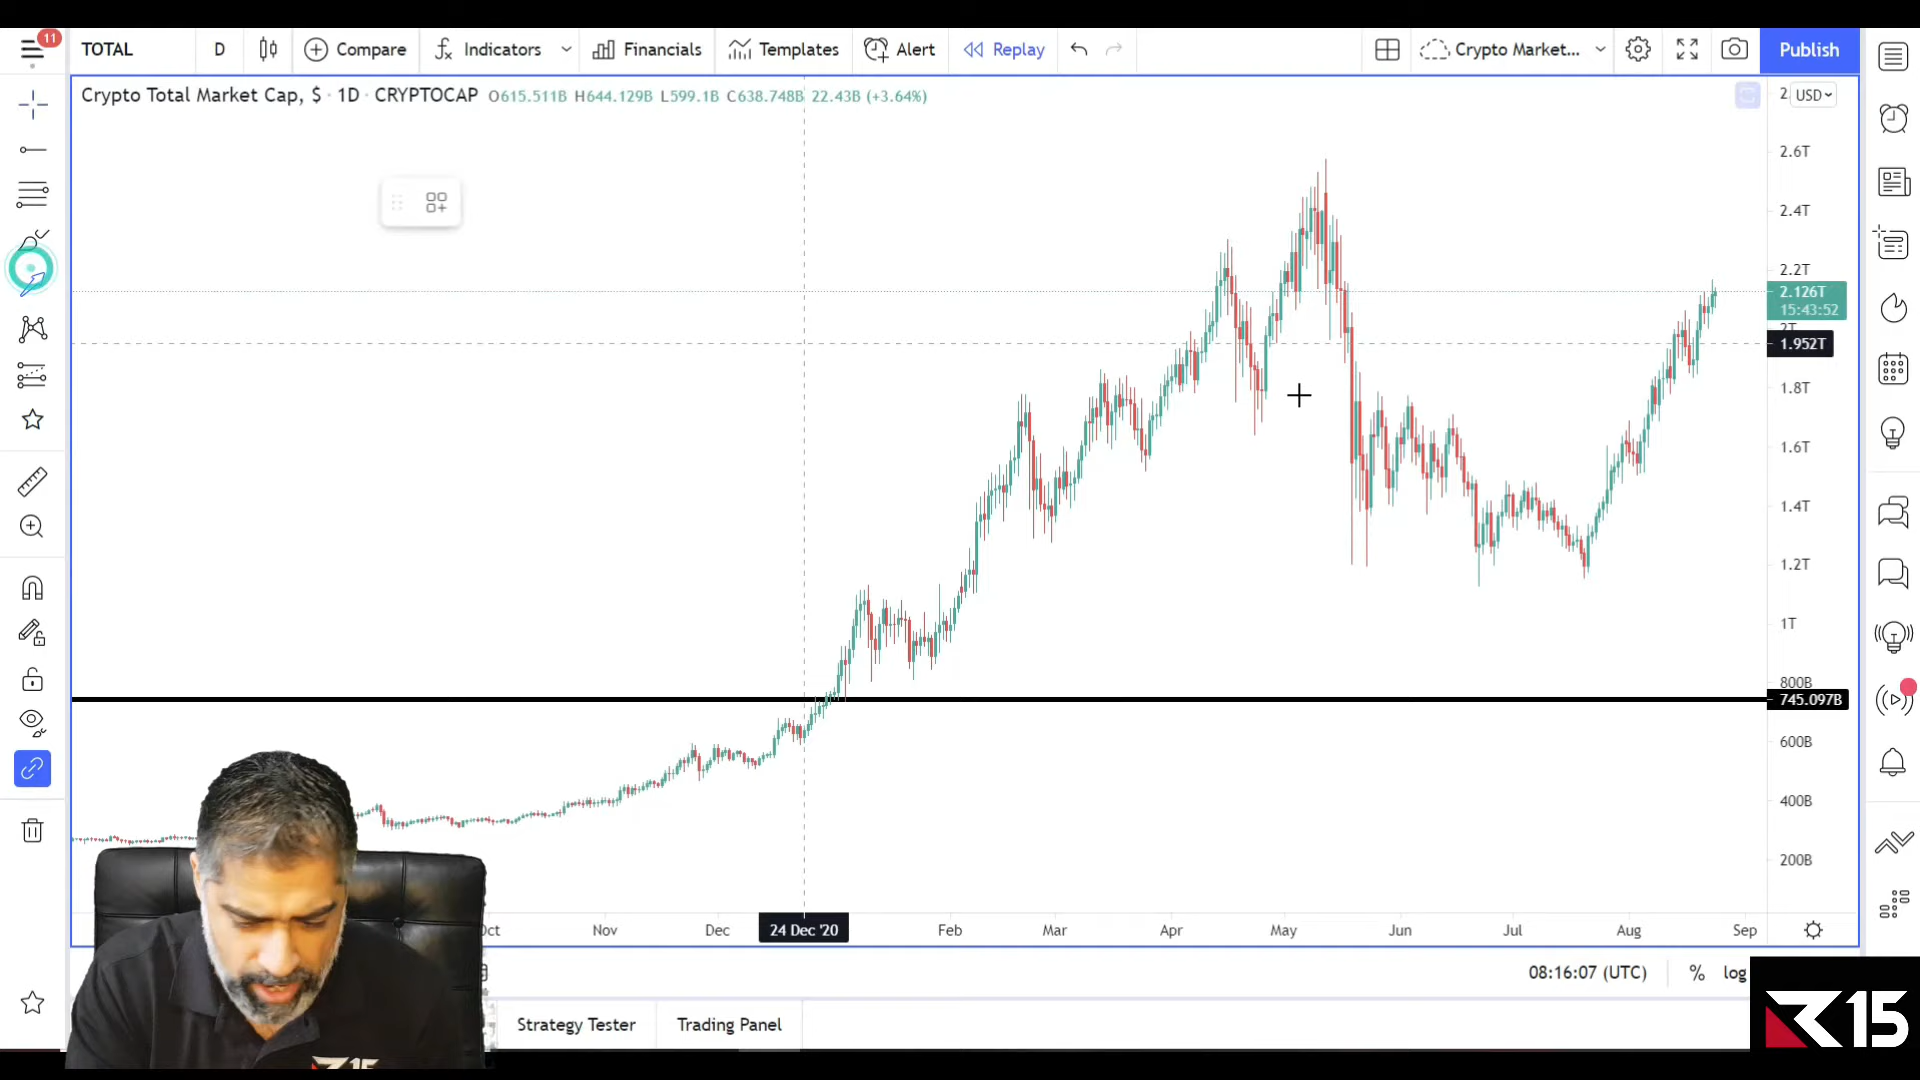 11
TOTAL D Compare Indicators Financials Templates Alert Replay Crypto Market... Publish
Crypto Total Market Cap, $ · 1D · CRYPTOCAP O615.511B H644.129B L599.1B C638.748B 22.43B (+3.64%)
USD
2.6T
2.4T
2.2T
2.126T
15:43:52
2T
1.952T
1.8T
1.6T
1.4T
1.2T
1T
800B
745.097B
600B
400B
200B
Nov Dec 24 Dec '20 Feb Mar Apr May Jun Jul Aug Sep
08:16:07 (UTC) % log
Strategy Tester Trading Panel
R15
R15